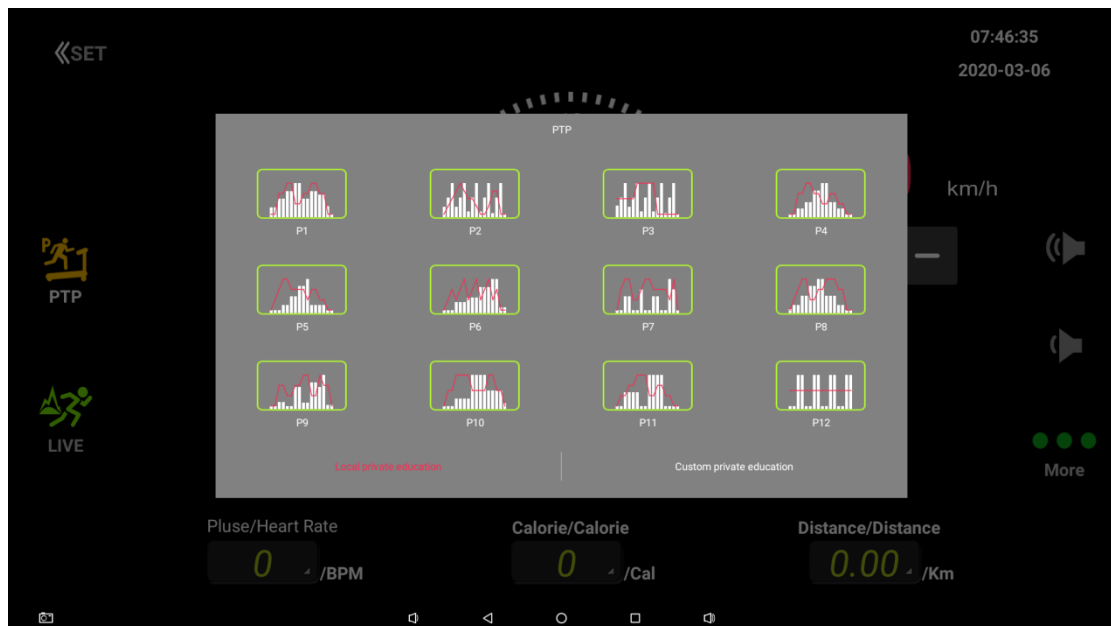 SET
07:46:35
2020-03-06
PTP
km/h
P1
P2
P3
P4
P
PTP
P5
P6
P7
P8
P9
P10
P11
P12
LIVE
Local private education
Custom private education
More
Pluse/Heart Rate
Calorie/Calorie
Distance/Distance
0 /BPM
0 /Cal
0.00 /Km